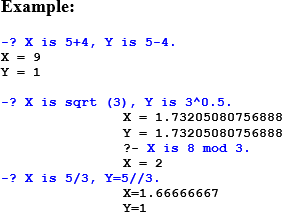 Example:
-? X is 5+4, Y is 5-4.
X = 9
Y = 1
-? X is sqrt (3), Y is 3^0.5.
X = 1.73205080756888
Y = 1.73205080756888
?- X is 8 mod 3.
X = 2
-? X is 5/3, Y=5//3.
X=1.66666667
Y=1